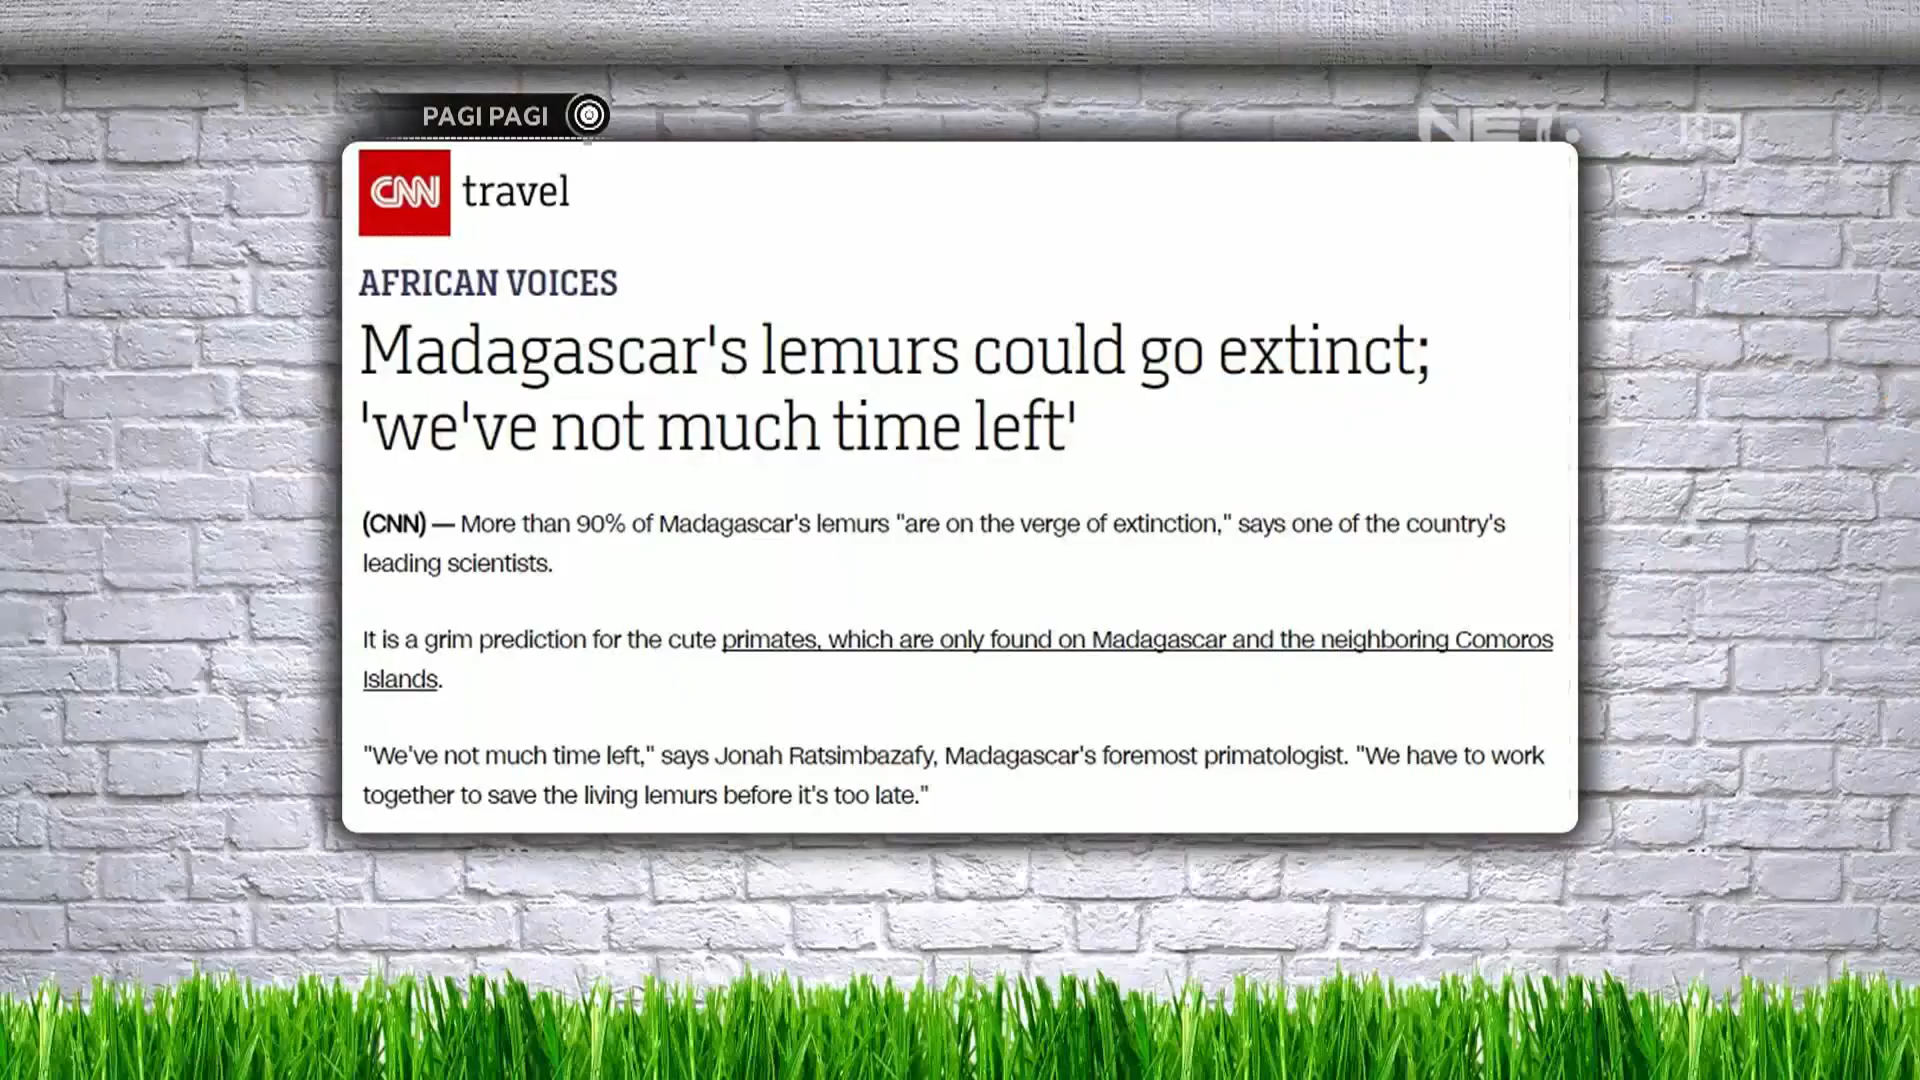 PAGI PAGI
NET.
HD
CNN travel
AFRICAN VOICES
Madagascar's lemurs could go extinct;
'we've not much time left'
(CNN) — More than 90% of Madagascar's lemurs "are on the verge of extinction," says one of the country's
leading scientists.
It is a grim prediction for the cute primates, which are only found on Madagascar and the neighboring Comoros
Islands.
"We've not much time left," says Jonah Ratsimbazafy, Madagascar's foremost primatologist. "We have to work
together to save the living lemurs before it's too late."